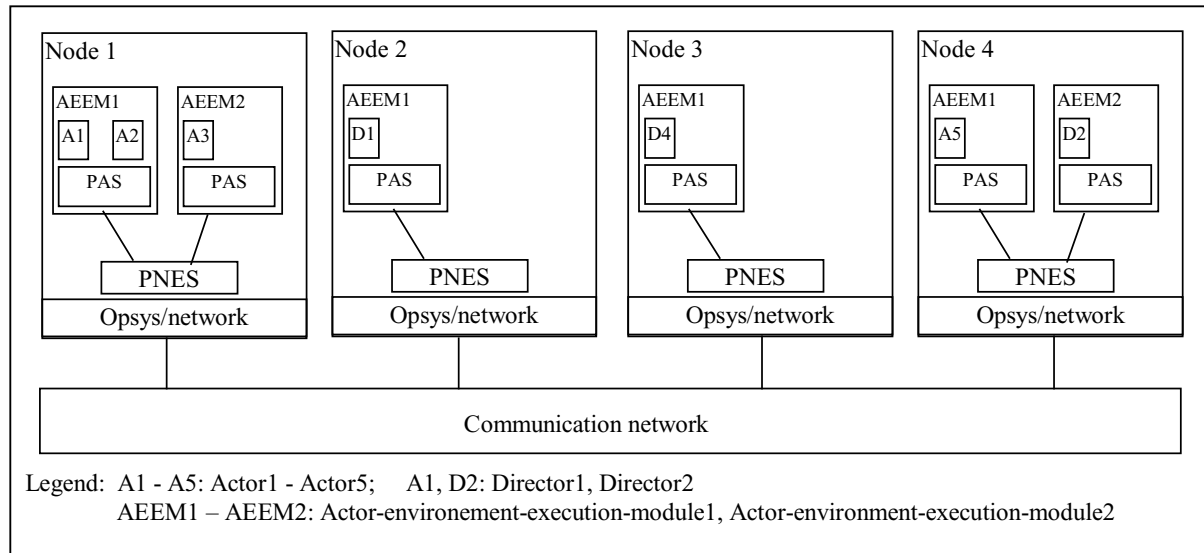 Node 1
Node 2
Node 3
Node 4
AEEM1
AEEM2
AEEM1
AEEM1
AEEM1
AEEM2
A1
A2
A3
D1
D4
A5
D2
PAS
PAS
PAS
PAS
PAS
PAS
PNES
PNES
PNES
PNES
Opsys/network
Opsys/network
Opsys/network
Opsys/network
Communication network
Legend: A1 - A5: Actor1 - Actor5; A1, D2: Director1, Director2
AEEM1 – AEEM2: Actor-environement-execution-module1, Actor-environment-execution-module2